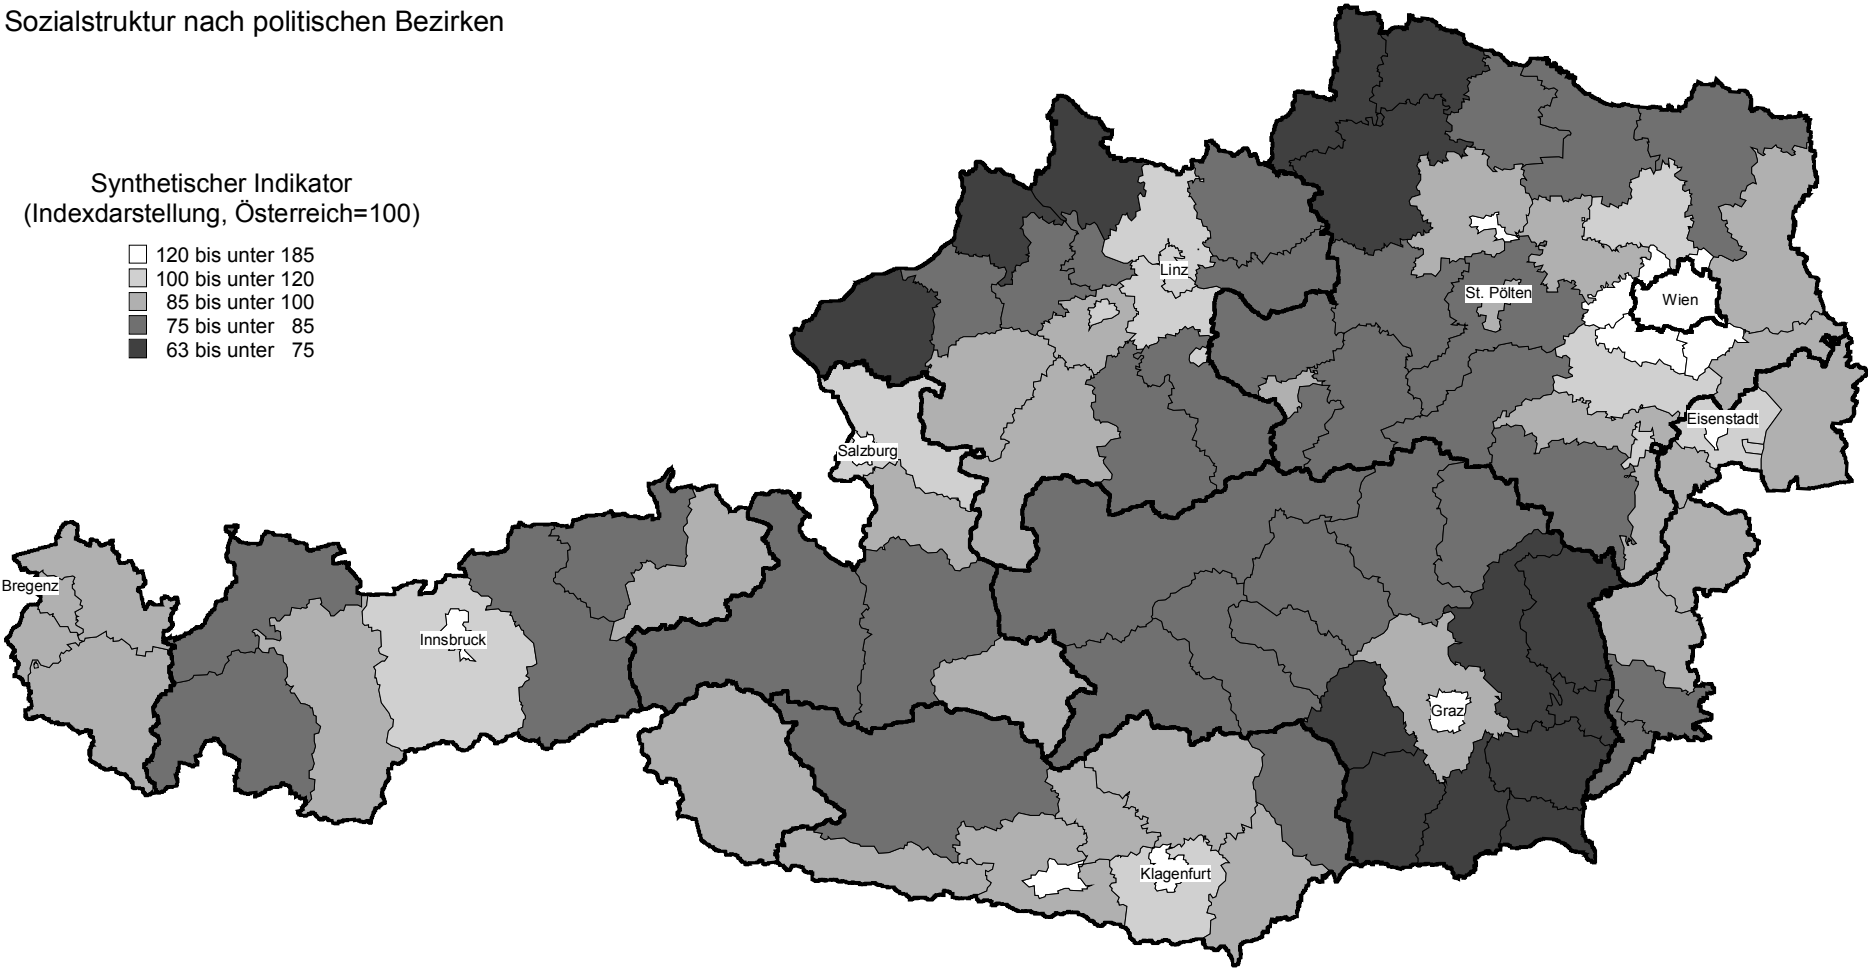 Sozialstruktur nach politischen Bezirken
Synthetischer Indikator
(Indexdarstellung, Österreich=100)
120 bis unter 185
100 bis unter 120
85 bis unter 100
75 bis unter 85
63 bis unter 75
Linz
St. Pölten
Wien
Eisenstadt
Salzburg
Bregenz
Innsbruck
Graz
Klagenfurt